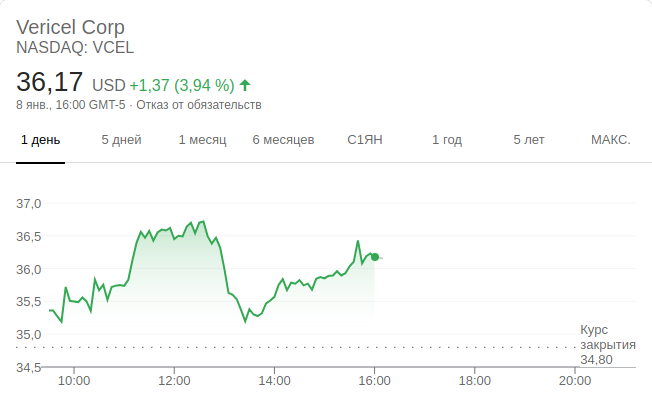 Vericel Corp
NASDAQ: VCEL
36,17 USD +1,37 (3,94 %)
8 янв., 16:00 GMT-5 · Отказ от обязательств
1 день 5 дней 1 месяц 6 месяцев С1ЯН 1 год 5 лет МАКС.
37,0
36,5
36,0
35,5
35,0
34,5
Курс
закрытия
34,80
10:00 12:00 14:00 16:00 18:00 20:00